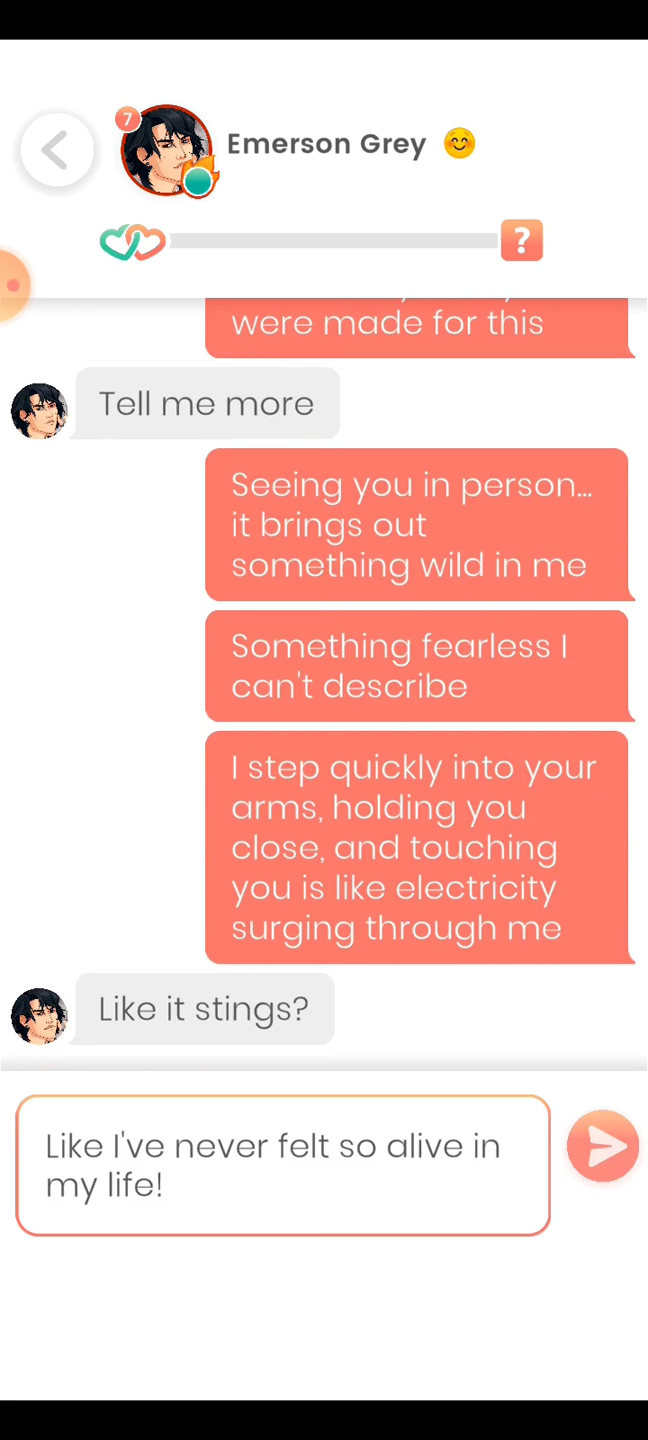 7
Emerson Grey 😊
?
were made for this
Tell me more
Seeing you in person...
it brings out
something wild in me
Something fearless I
can't describe
I step quickly into your
arms, holding you
close, and touching
you is like electricity
surging through me
Like it stings?
Like I've never felt so alive in
my life!